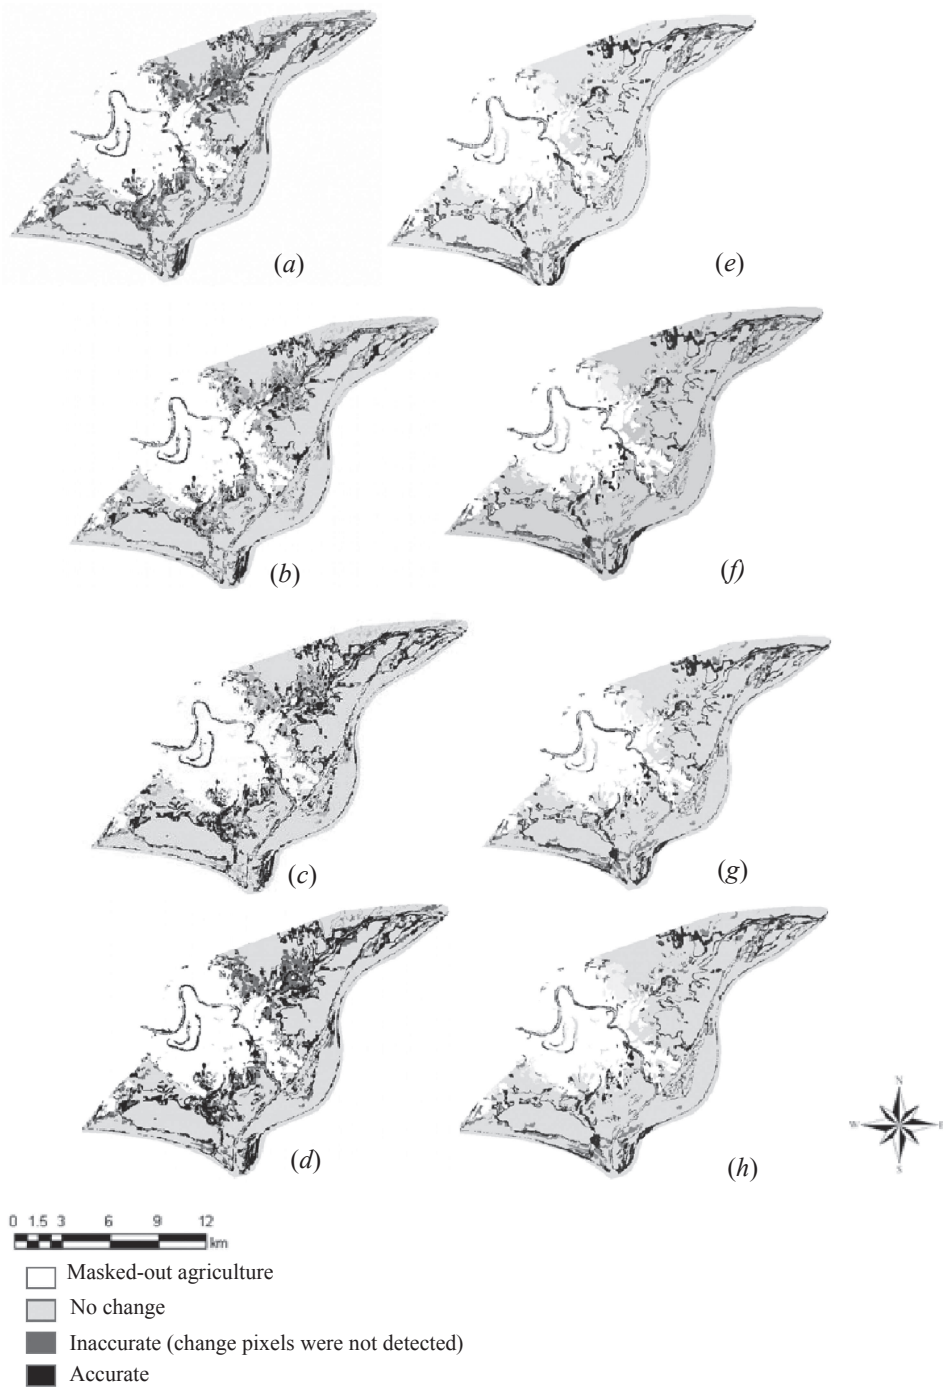 (a)
(e)
(b)
(f)
(c)
(g)
(d)
(h)
N
W
E
S
0 1.5 3 6 9 12
km
Masked-out agriculture
No change
Inaccurate (change pixels were not detected)
Accurate